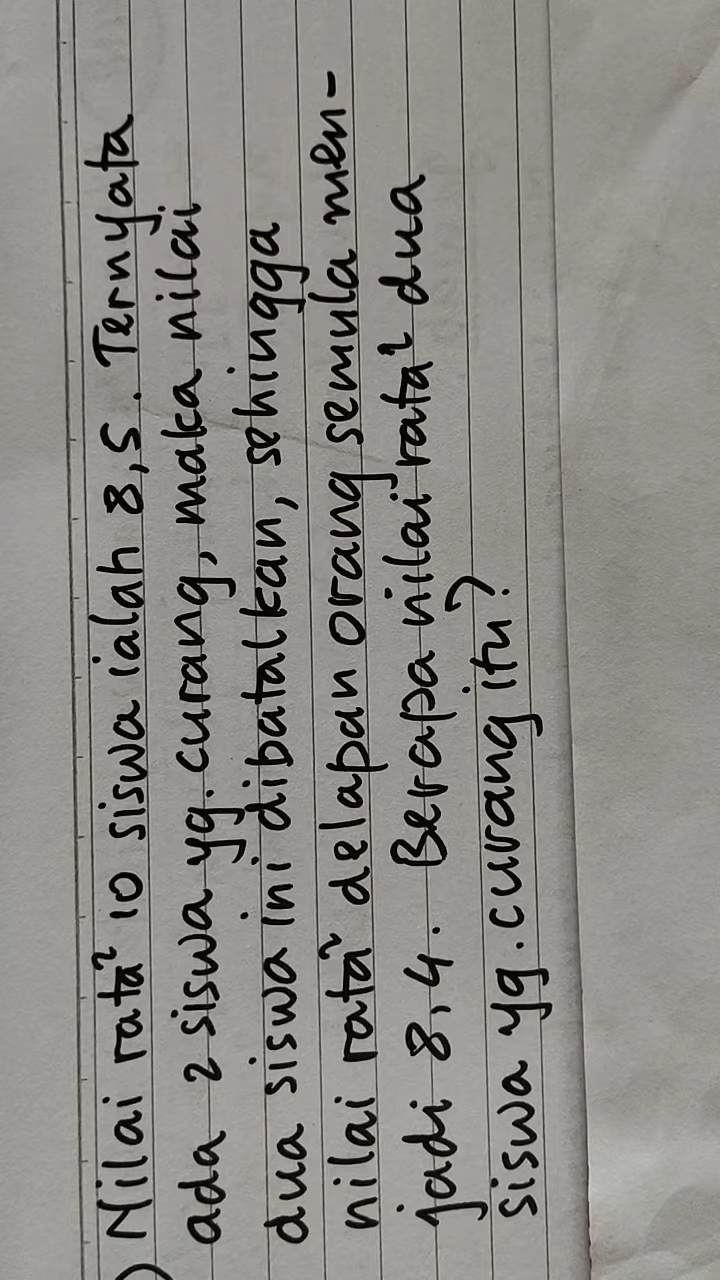 ) Nilai rata² 10 siswa ialah 8,5. Ternyata
ada 2 siswa yg. curang, maka nilai
dua siswa ini dibatalkan, sehingga
nilai rata² delapan orang semula men-
jadi 8,4. Berapa nilai rata² dua
siswa yg. curang itu?